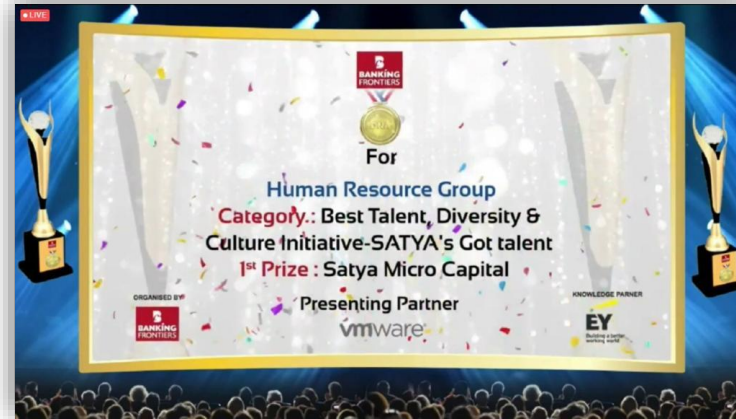 LIVE
BANKING
FRONTIERS
For
Human Resource Group
Category.: Best Talent, Diversity &
Culture Initiative-SATYA's Got talent
1st Prize : Satya Micro Capital
ORGANISED BY
BANKING
FRONTIERS
Presenting Partner
vmware
KNOWLEDGE PARNER
EY
Building a better
working world